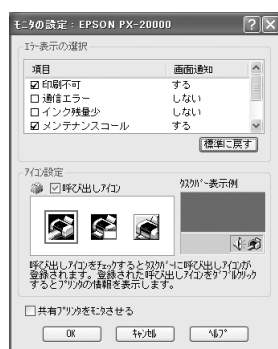 モニタの設定 : EPSON PX-20000
エラー表示の選択
項目 画面通知
印刷不可 する
通信エラー しない
インク残量少 しない
メンテナンスコール する
標準に戻す
アイコン設定
呼び出しアイコン
タスクバー表示例
呼び出しアイコンをチェックするとタスクバーに呼び出しアイコンが
登録されます。登録された呼び出しアイコンをダブルクリック
するとプリンタの情報を表示します。
共有プリンタをモニタさせる
OK キャンセル ヘルプ